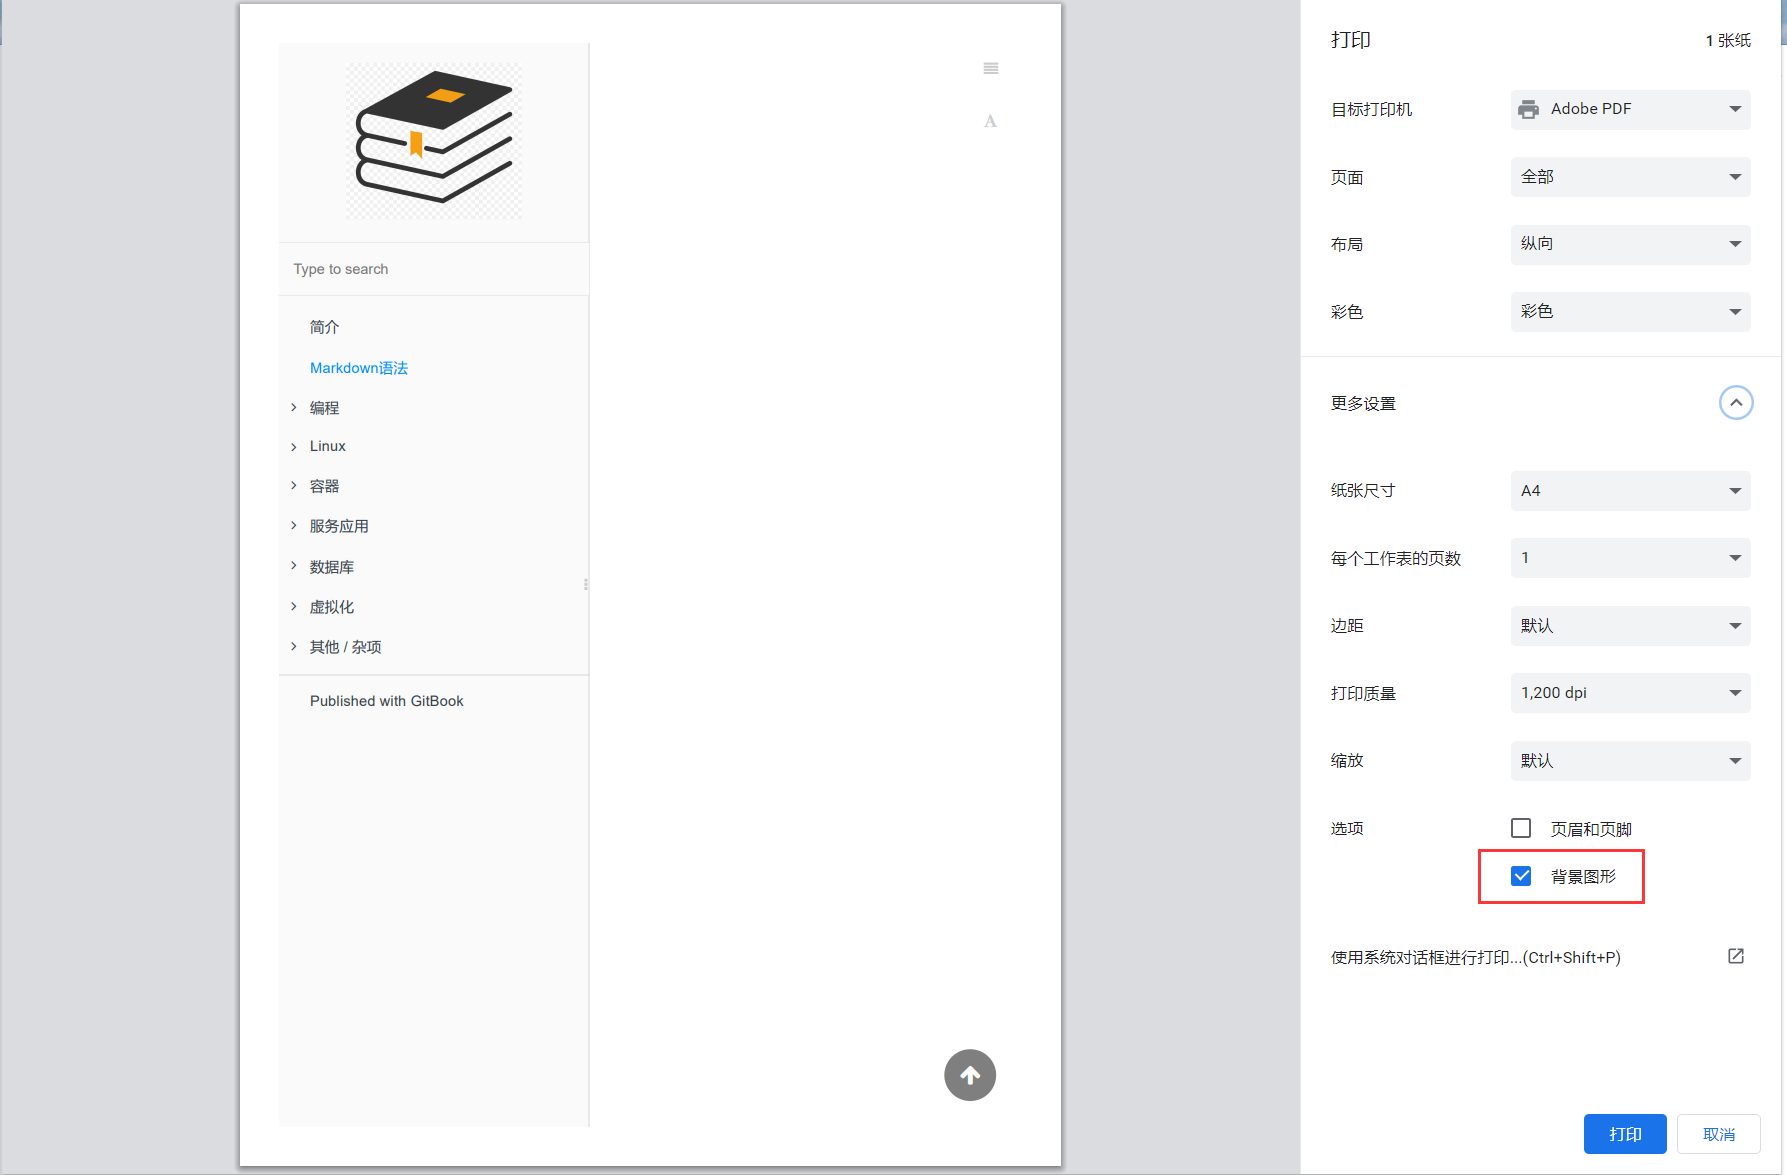 A
Type to search
简介
Markdown语法
编程
Linux
容器
服务应用
数据库
虚拟化
其他 / 杂项
Published with GitBook
打印
1 张纸
目标打印机
Adobe PDF
页面
全部
布局
纵向
彩色
彩色
更多设置
纸张尺寸
A4
每个工作表的页数
1
边距
默认
打印质量
1,200 dpi
缩放
默认
选项
页眉和页脚
背景图形
使用系统对话框进行打印...(Ctrl+Shift+P)
打印
取消